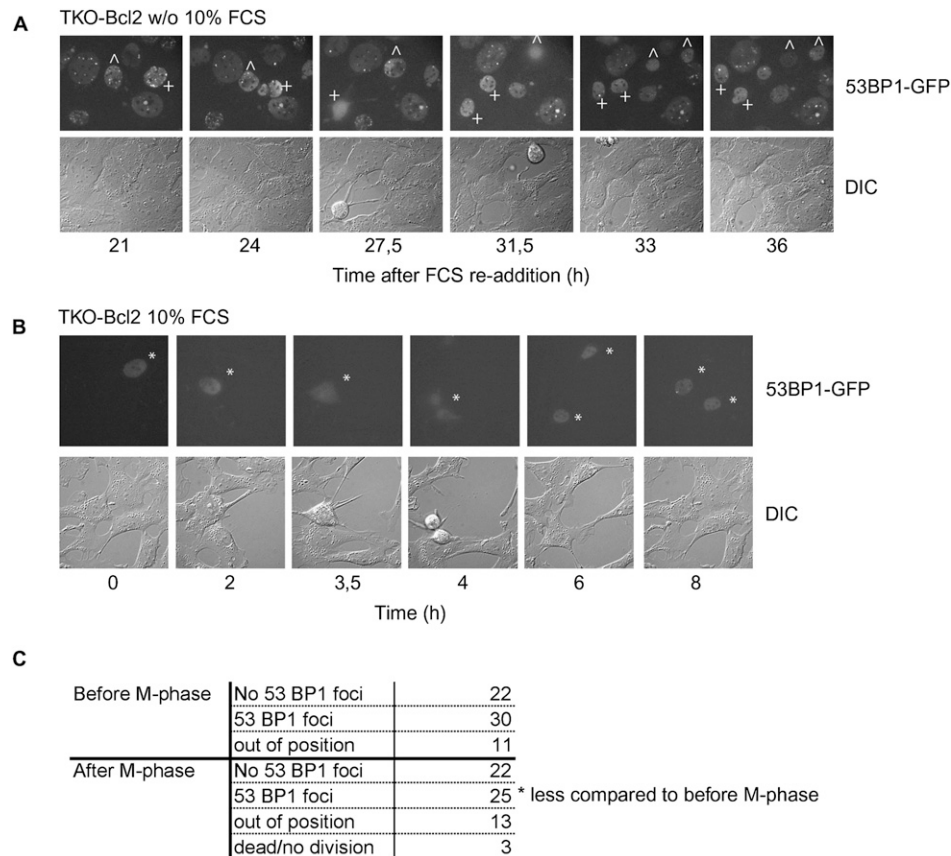 A
TKO-Bcl2 w/o 10% FCS
^ + ^ + + ^ ^ + ^ ^ + + ^ ^ + +
53BP1-GFP
DIC
21 24 27,5 31,5 33 36
Time after FCS re-addition (h)
B
TKO-Bcl2 10% FCS
* * * * * * * *
53BP1-GFP
DIC
0 2 3,5 4 6 8
Time (h)
C
Before M-phase No 53 BP1 foci 22
53 BP1 foci 30
out of position 11
After M-phase No 53 BP1 foci 22
53 BP1 foci 25 * less compared to before M-phase
out of position 13
dead/no division 3